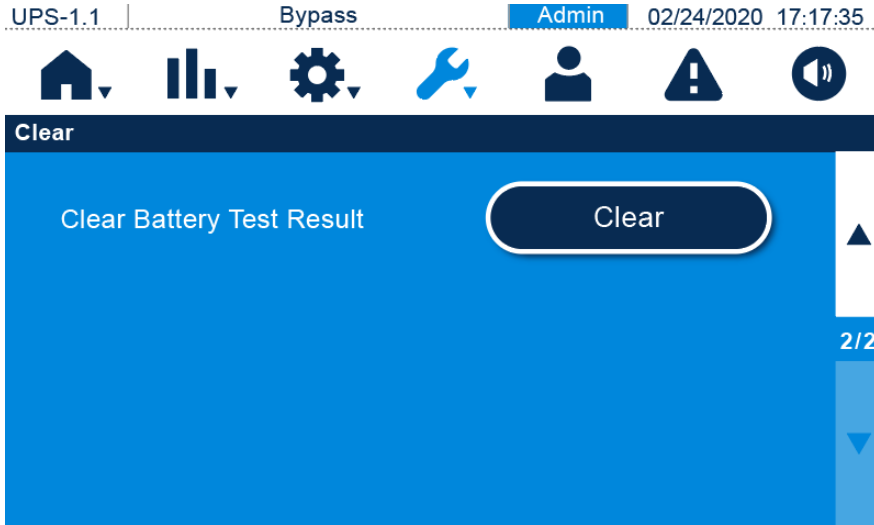 UPS-1.1 Bypass Admin 02/24/2020 17:17:35
Clear
Clear Battery Test Result Clear
2/2